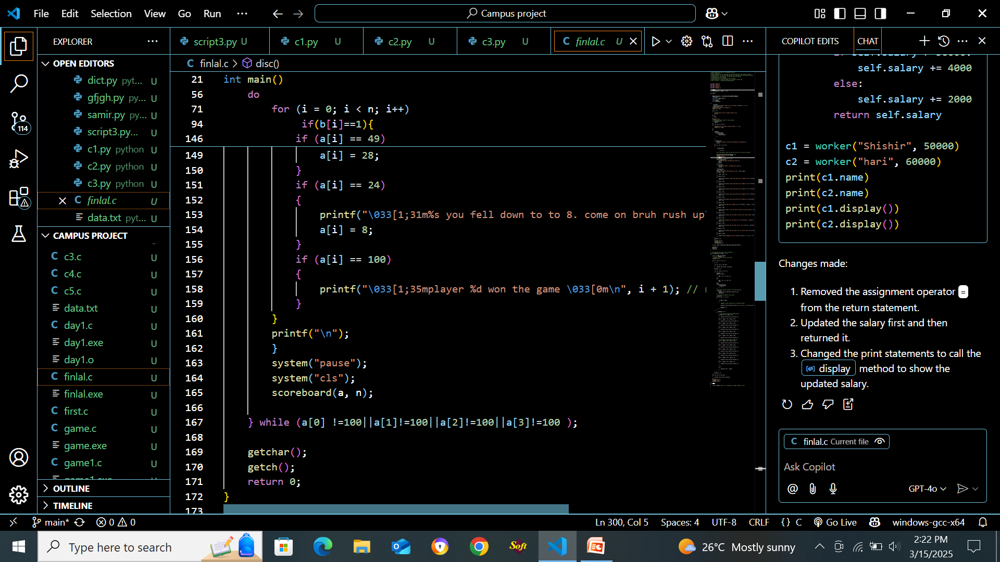 File Edit Selection View Go Run ··· Campus project
EXPLORER ···
OPEN EDITORS
dict.py pyt... U
gfjgh.py py... U
samir.py py... U
script3.py... U
c1.py python U
c2.py python U
c3.py python U
finlal.c U
data.txt pyt... U
CAMPUS PROJECT
c3.c U
c4.c U
c5.c U
data.txt U
day1.c U
day1.exe U
day1.o U
finlal.c U
finlal.exe U
first.c U
game.c U
game.exe U
game1.c U
game1.exe U
OUTLINE
TIMELINE
114
script3.py U c1.py U c2.py U c3.py U finlal.c U
finlal.c > disc()
21 int main()
56 do
71 for (i = 0; i < n; i++)
94 if(b[i]==1){
146 if (a[i] == 49)
149 a[i] = 28;
150 }
151 if (a[i] == 24)
152 {
153 printf("\033[1;31m%s you fell down to to 8. come on bruh rush up
154 a[i] = 8;
155 }
156 if (a[i] == 100)
157 {
158 printf("\033[1;35mplayer %d won the game \033[0m\n", i + 1); //
159 }
160 }
161 printf("\n");
162 }
163 system("pause");
164 system("cls");
165 scoreboard(a, n);
166
167 } while (a[0] !=100||a[1]!=100||a[2]!=100||a[3]!=100 );
168
169 getchar();
170 getch();
171 return 0;
172 }
173
COPILOT EDITS CHAT
self.salary += 4000
else:
self.salary += 2000
return self.salary
c1 = worker("Shishir", 50000)
c2 = worker("hari", 60000)
print(c1.name)
print(c2.name)
print(c1.display())
print(c2.display())
Changes made:
1. Removed the assignment operator =
from the return statement.
2. Updated the salary first and then
returned it.
3. Changed the print statements to call the
display method to show the
updated salary.
finlal.c Current file
Ask Copilot
GPT-4o
main* 0 0 Ln 300, Col 5 Spaces: 4 UTF-8 CRLF {} C Go Live windows-gcc-x64
Type here to search
Soft
26°C Mostly sunny
2:22 PM
3/15/2025